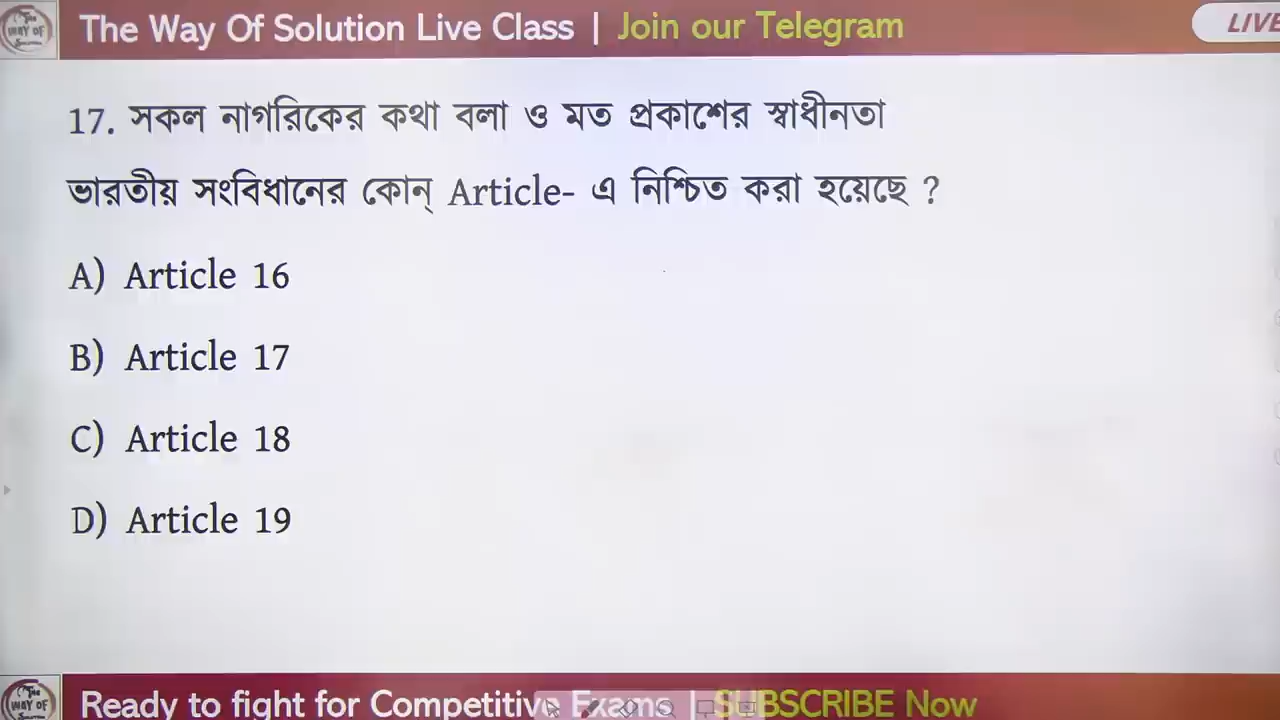 The Way Of Solution Live Class | Join our Telegram
LIVE
17. সকল নাগরিকের কথা বলা ও মত প্রকাশের স্বাধীনতা
ভারতীয় সংবিধানের কোন্ Article- এ নিশ্চিত করা হয়েছে ?
A) Article 16
B) Article 17
C) Article 18
D) Article 19
Ready to fight for Competitive Exams | SUBSCRIBE Now